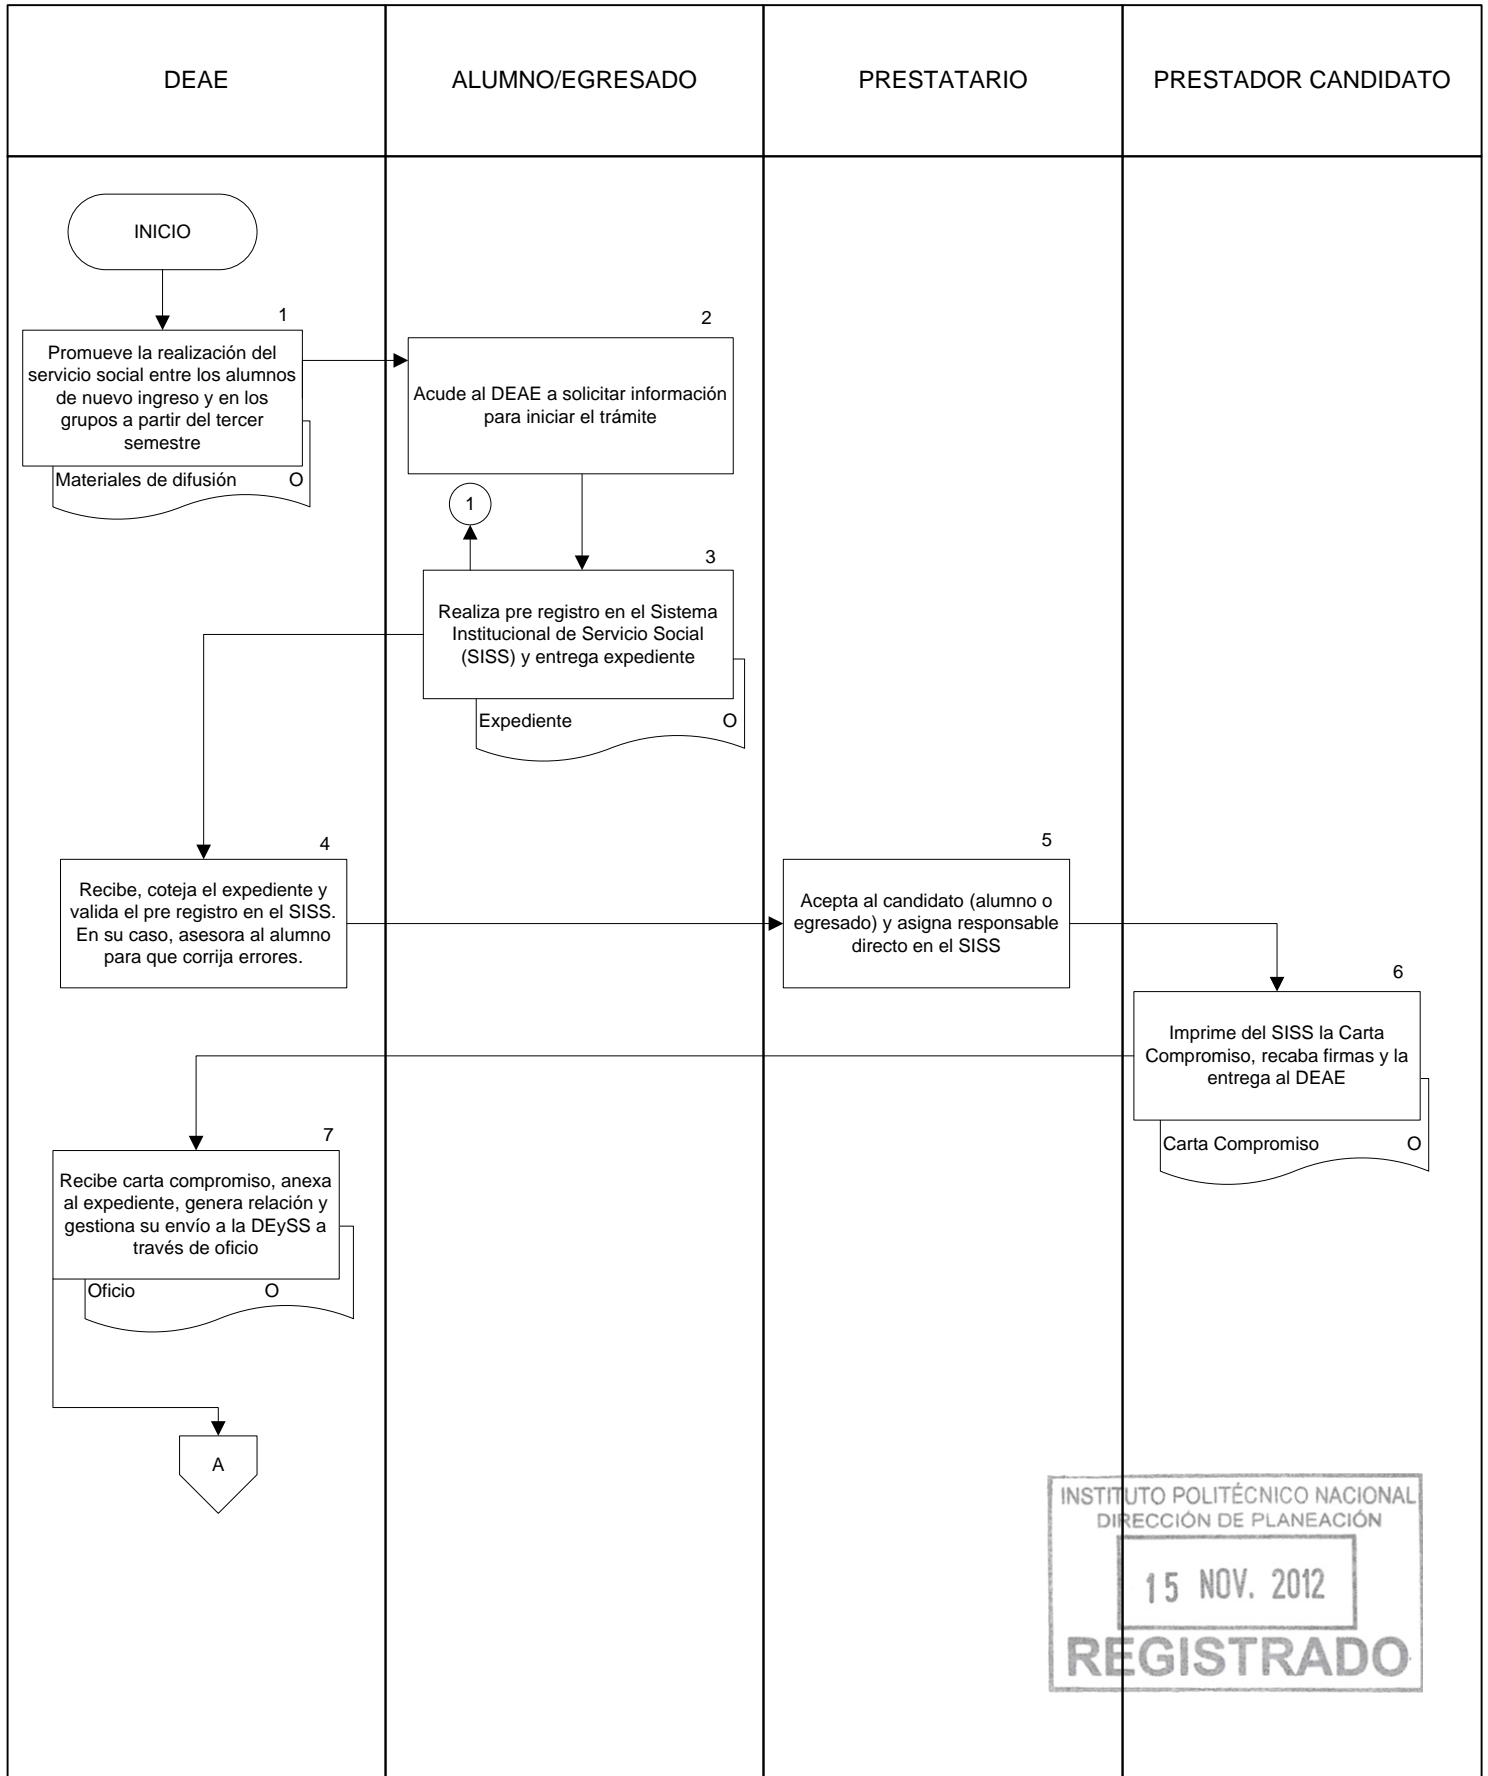 DEAE
ALUMNO/EGRESADO
PRESTATARIO
PRESTADOR CANDIDATO
INICIO
1
Promueve la realización del
servicio social entre los alumnos
de nuevo ingreso y en los
grupos a partir del tercer
semestre
Materiales de difusión O
2
Acude al DEAE a solicitar información
para iniciar el trámite
1
3
Realiza pre registro en el Sistema
Institucional de Servicio Social
(SISS) y entrega expediente
Expediente O
4
Recibe, coteja el expediente y
valida el pre registro en el SISS.
En su caso, asesora al alumno
para que corrija errores.
5
Acepta al candidato (alumno o
egresado) y asigna responsable
directo en el SISS
6
Imprime del SISS la Carta
Compromiso, recaba firmas y la
entrega al DEAE
Carta Compromiso O
7
Recibe carta compromiso, anexa
al expediente, genera relación y
gestiona su envío a la DEySS a
través de oficio
Oficio O
A
INSTITUTO POLITÉCNICO NACIONAL
DIRECCIÓN DE PLANEACIÓN
15 NOV. 2012
REGISTRADO